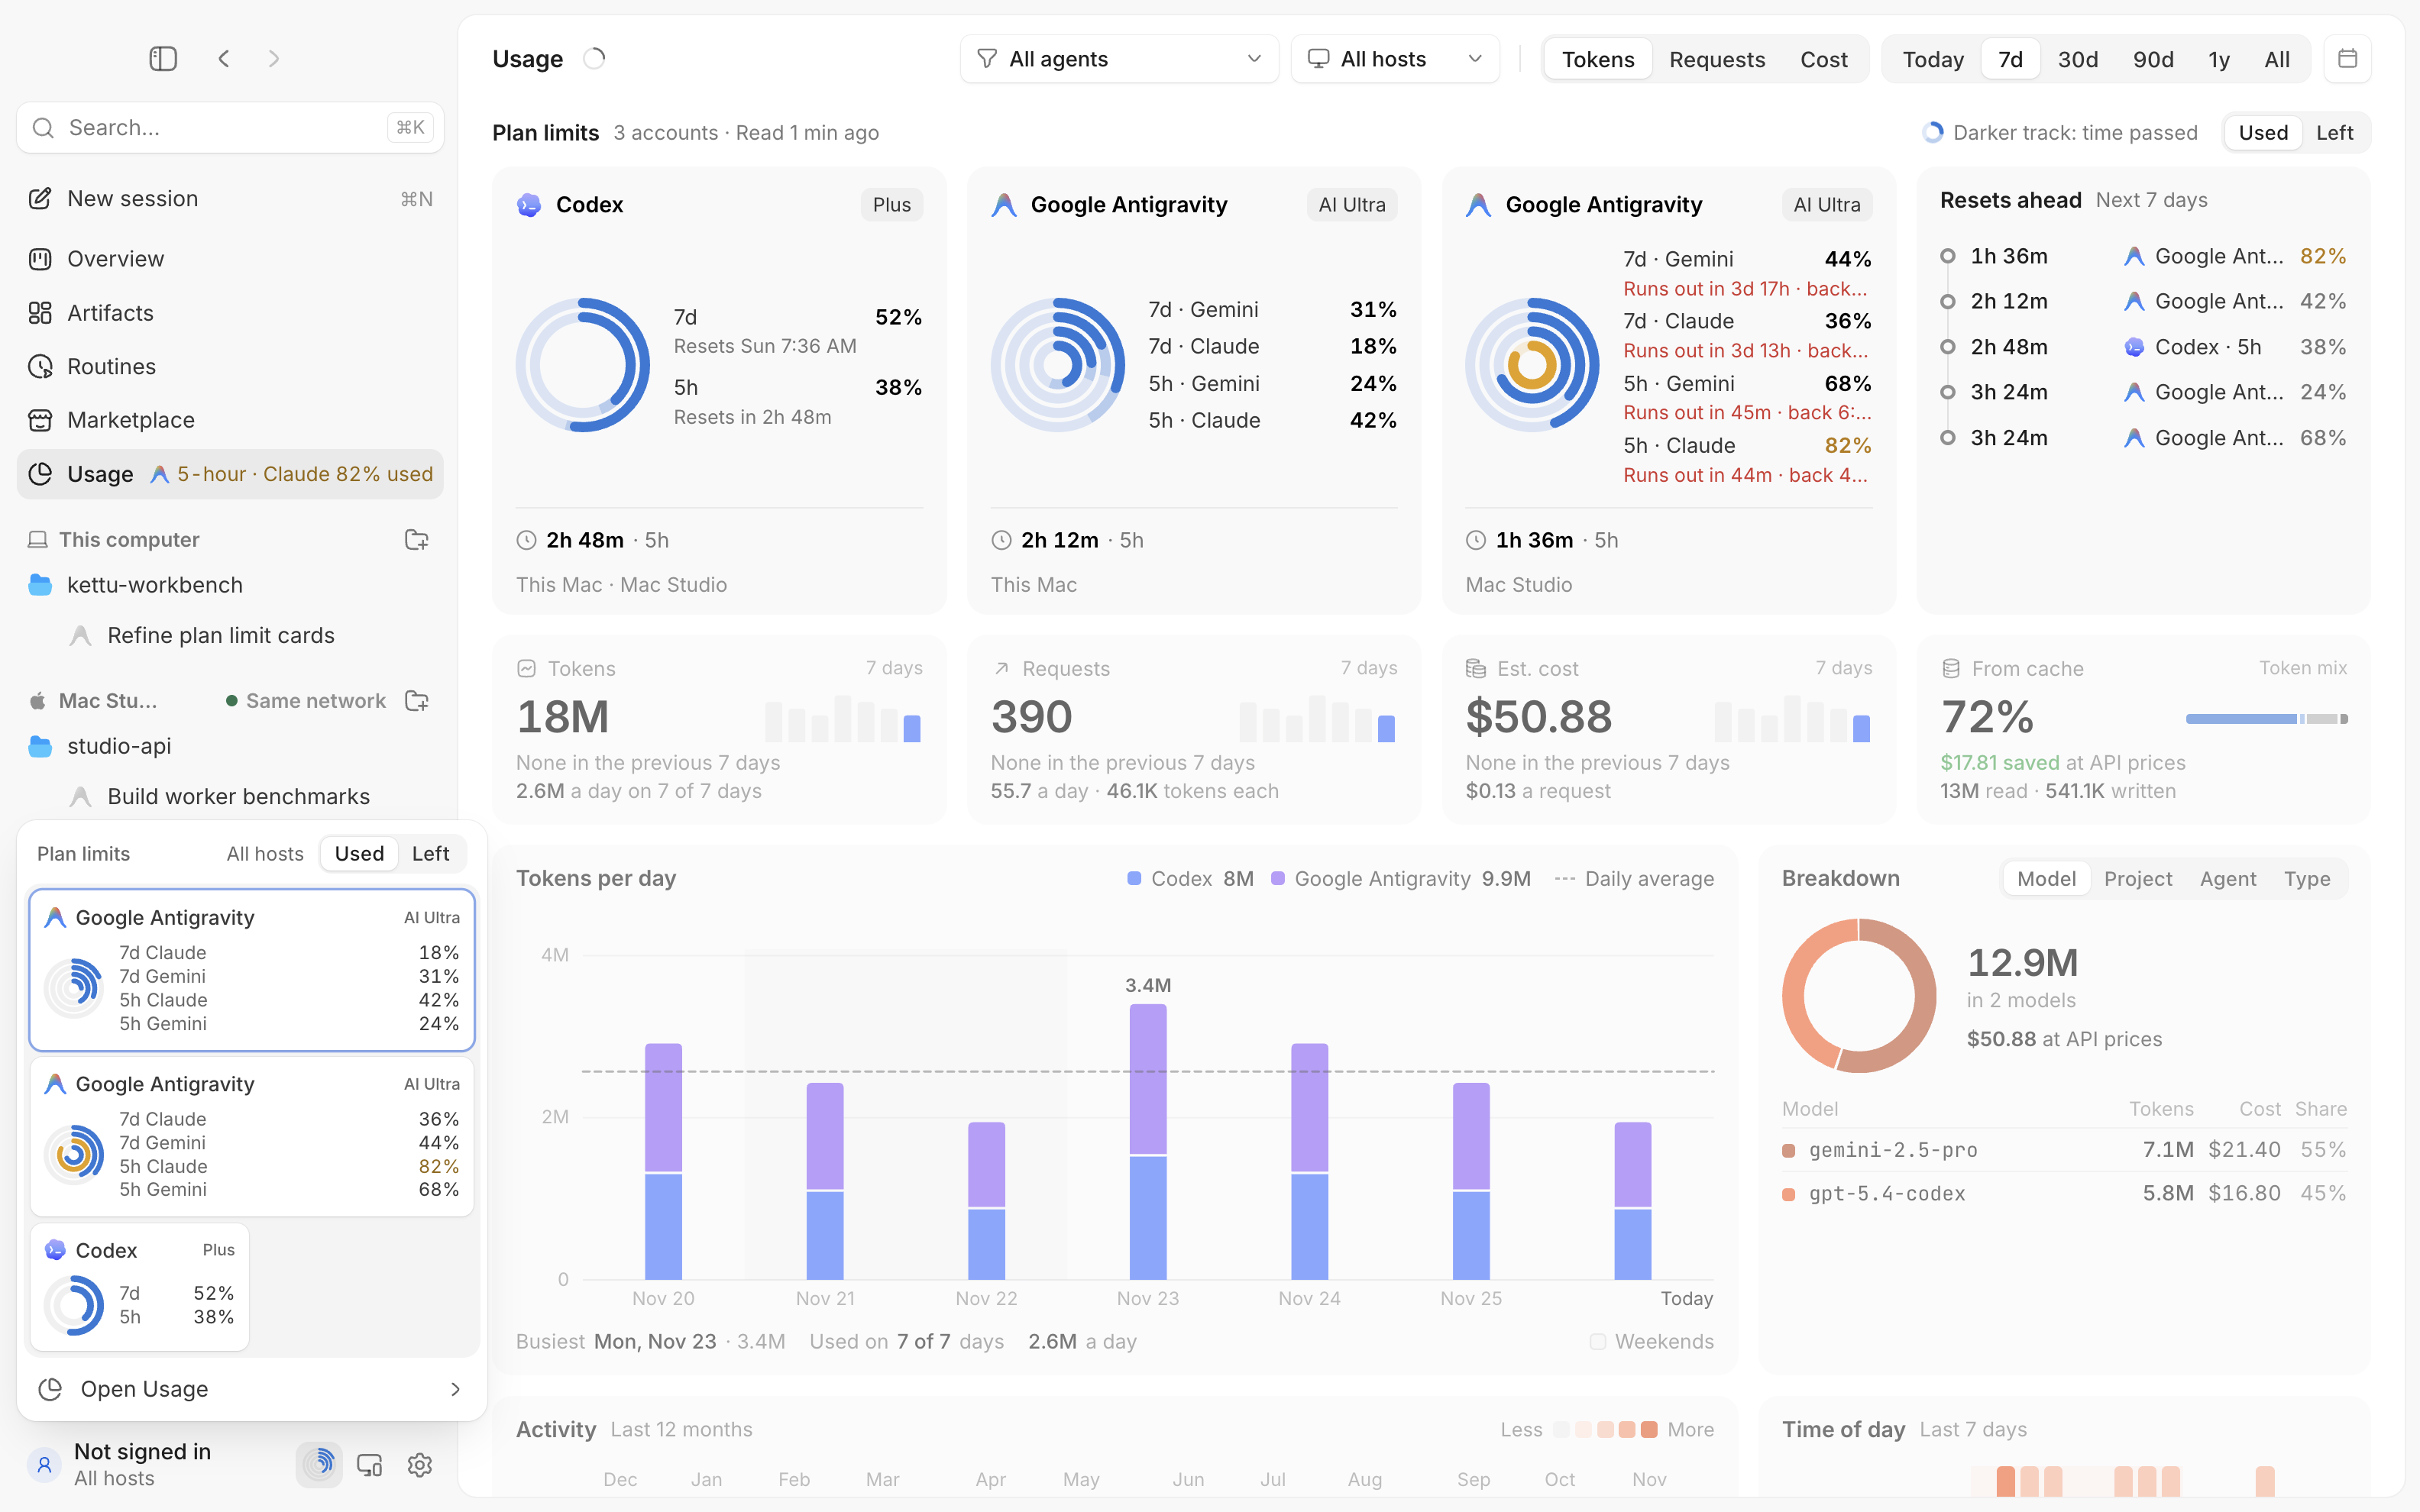 Search...
⌘K
New session
⌘N
Overview
Artifacts
Routines
Marketplace
Usage
5-hour · Claude 82% used
This computer
kettu-workbench
Refine plan limit cards
Mac Stu...
Same network
studio-api
Build worker benchmarks
Plan limits
All hosts
Used
Left
Google Antigravity
AI Ultra
7d Claude 18%
7d Gemini 31%
5h Claude 42%
5h Gemini 24%
Google Antigravity
AI Ultra
7d Claude 36%
7d Gemini 44%
5h Claude 82%
5h Gemini 68%
Codex
Plus
7d 52%
5h 38%
Open Usage
Not signed in
All hosts
Usage
All agents
All hosts
Tokens
Requests
Cost
Today
7d
30d
90d
1y
All
Plan limits
3 accounts · Read 1 min ago
Darker track: time passed
Used
Left
Codex
Plus
7d 52%
Resets Sun 7:36 AM
5h 38%
Resets in 2h 48m
2h 48m · 5h
This Mac · Mac Studio
Google Antigravity
AI Ultra
7d · Gemini 31%
7d · Claude 18%
5h · Gemini 24%
5h · Claude 42%
2h 12m · 5h
This Mac
Google Antigravity
AI Ultra
7d · Gemini 44%
Runs out in 3d 17h · back...
7d · Claude 36%
Runs out in 3d 13h · back...
5h · Gemini 68%
Runs out in 45m · back 6:...
5h · Claude 82%
Runs out in 44m · back 4...
1h 36m · 5h
Mac Studio
Resets ahead
Next 7 days
1h 36m Google Ant... 82%
2h 12m Google Ant... 42%
2h 48m Codex · 5h 38%
3h 24m Google Ant... 24%
3h 24m Google Ant... 68%
Tokens
7 days
18M
None in the previous 7 days
2.6M a day on 7 of 7 days
Requests
7 days
390
None in the previous 7 days
55.7 a day · 46.1K tokens each
Est. cost
7 days
$50.88
None in the previous 7 days
$0.13 a request
From cache
Token mix
72%
$17.81 saved at API prices
13M read · 541.1K written
Tokens per day
Codex 8M
Google Antigravity 9.9M
Daily average
4M
2M
0
3.4M
Nov 20
Nov 21
Nov 22
Nov 23
Nov 24
Nov 25
Today
Busiest Mon, Nov 23 · 3.4M
Used on 7 of 7 days
2.6M a day
Weekends
Breakdown
Model
Project
Agent
Type
12.9M
in 2 models
$50.88 at API prices
Model Tokens Cost Share
gemini-2.5-pro 7.1M $21.40 55%
gpt-5.4-codex 5.8M $16.80 45%
Activity
Last 12 months
Less
More
Dec
Jan
Feb
Mar
Apr
May
Jun
Jul
Aug
Sep
Oct
Nov
Time of day
Last 7 days